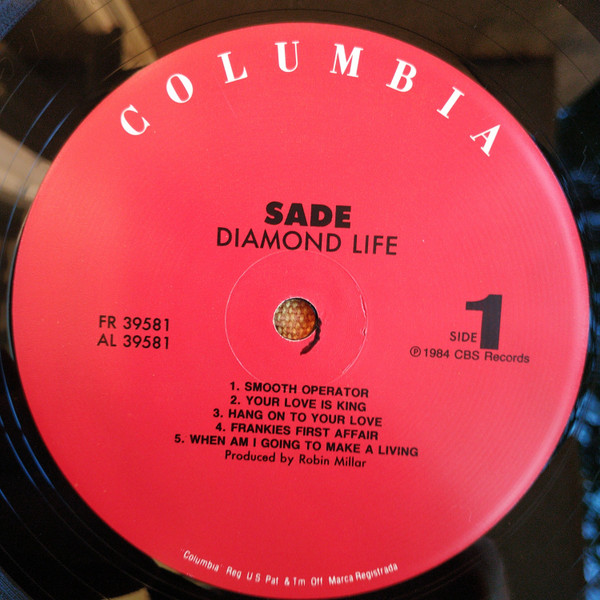 COLUMBIA
SADE
DIAMOND LIFE
FR 39581
AL 39581
SIDE 1
℗ 1984 CBS Records
1. SMOOTH OPERATOR
2. YOUR LOVE IS KING
3. HANG ON TO YOUR LOVE
4. FRANKIES FIRST AFFAIR
5. WHEN AM I GOING TO MAKE A LIVING
Produced by Robin Millar
"Columbia" Reg U S Pat & Tm Off Marca Registrada